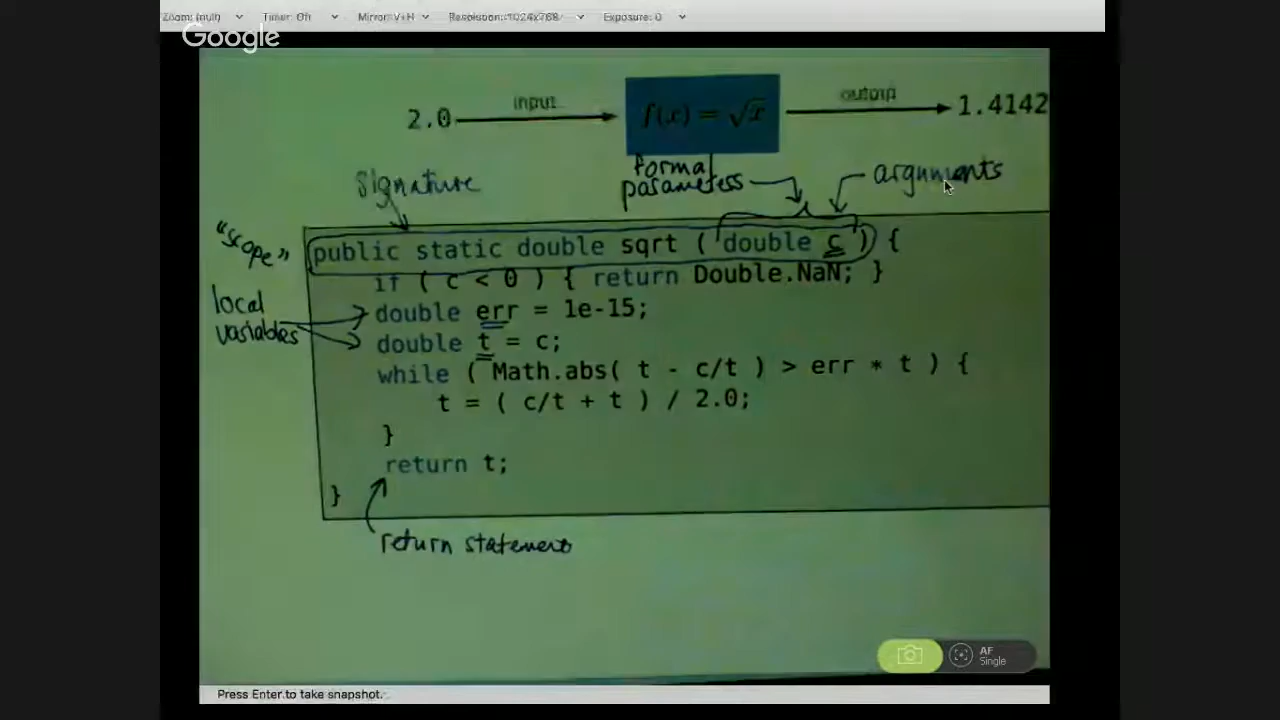 Zoom: (null) Timer: Off Mirror: V+H Resolution: 1024x768 Exposure: 0
Google
2.0 input f(x) = √x output 1.4142
signature formal parameters arguments
"scope"
public static double sqrt ( double c ) {
if ( c < 0 ) { return Double.NaN; }
local variables
double err = 1e-15;
double t = c;
while ( Math.abs( t - c/t ) > err * t ) {
t = ( c/t + t ) / 2.0;
}
return t;
}
return statement
AF
Single
Press Enter to take snapshot.